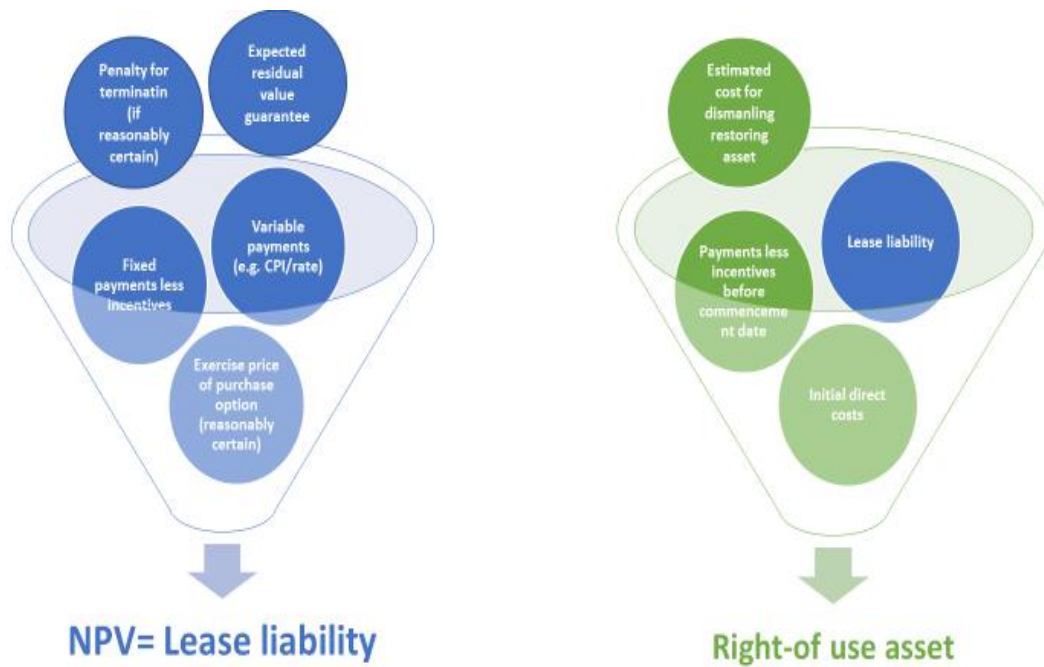 Penalty for
terminatin
(if
reasonably
certain)
Expected
residual
value
guarantee
Fixed
payments less
incentives
Variable
payments
(e.g. CPI/rate)
Exercise price
of purchase
option
(reasonably
certain)
NPV= Lease liability
Estimated
cost for
dismanling
restoring
asset
Payments less
incentives
before
commenceme
nt date
Lease liability
Initial direct
costs
Right-of use asset